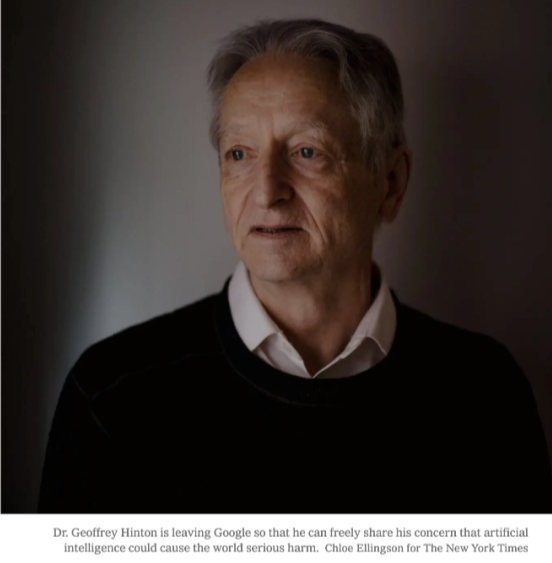 Dr. Geoffrey Hinton is leaving Google so that he can freely share his concern that artificial
intelligence could cause the world serious harm. Chloe Ellingson for The New York Times